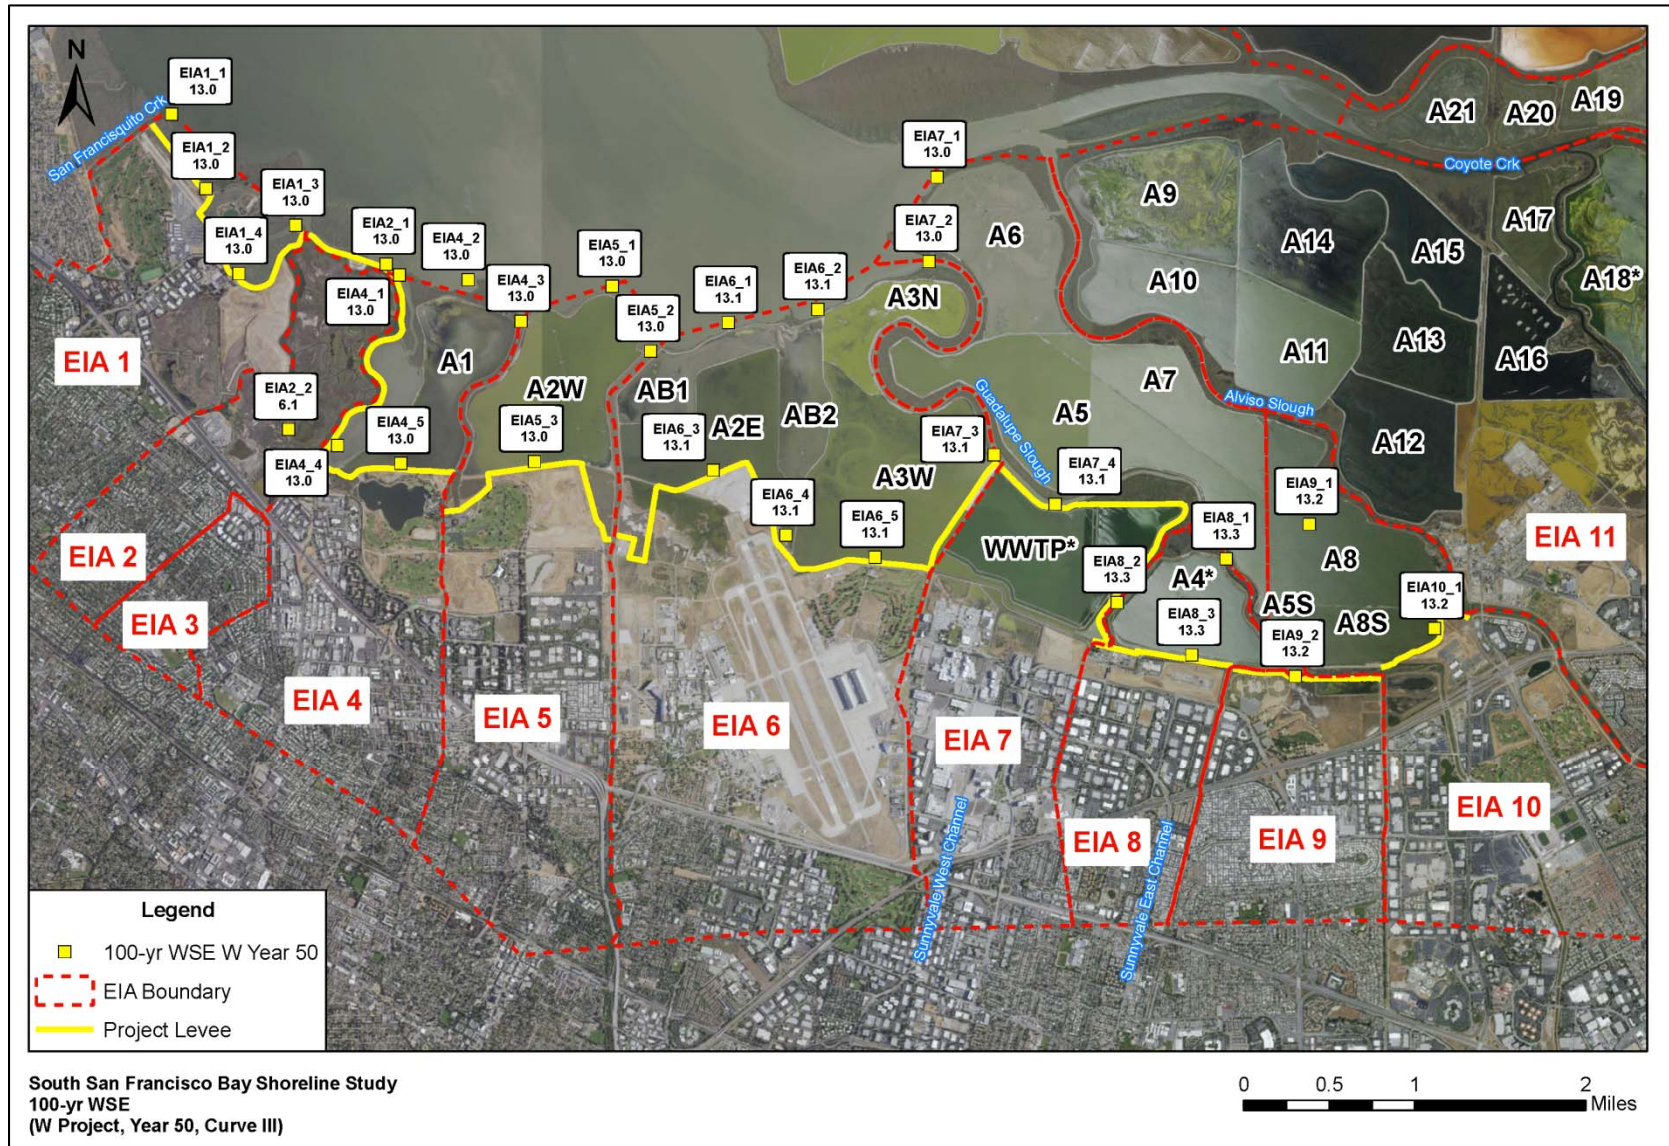 N
San Francisquito Crk
EIA1_1
13.0
EIA1_2
13.0
EIA1_3
13.0
EIA1_4
13.0
EIA2_1
13.0
EIA4_2
13.0
EIA4_1
13.0
EIA4_3
13.0
EIA5_1
13.0
EIA5_2
13.0
EIA6_1
13.1
EIA6_2
13.1
EIA7_1
13.0
EIA7_2
13.0
A21
A20
A19
Coyote Crk
A9
A6
A14
A15
A17
A18*
A10
A3N
A11
A13
A16
A7
Alviso Slough
A12
A1
A2W
AB1
A2E
AB2
A3W
A5
Guadalupe Slough
EIA 1
EIA2_2
6.1
EIA4_5
13.0
EIA4_4
13.0
EIA5_3
13.0
EIA6_3
13.1
EIA6_4
13.1
EIA6_5
13.1
EIA7_3
13.1
EIA7_4
13.1
EIA8_1
13.3
EIA9_1
13.2
EIA 11
WWTP*
EIA8_2
13.3
A4*
A8
EIA8_3
13.3
A5S
A8S
EIA9_2
13.2
EIA10_1
13.2
EIA 2
EIA 3
EIA 4
EIA 5
EIA 6
EIA 7
EIA 8
EIA 9
EIA 10
Sunnyvale West Channel
Sunnyvale East Channel
Legend
100-yr WSE W Year 50
EIA Boundary
Project Levee
South San Francisco Bay Shoreline Study
100-yr WSE
(W Project, Year 50, Curve III)
0 0.5 1 2
Miles